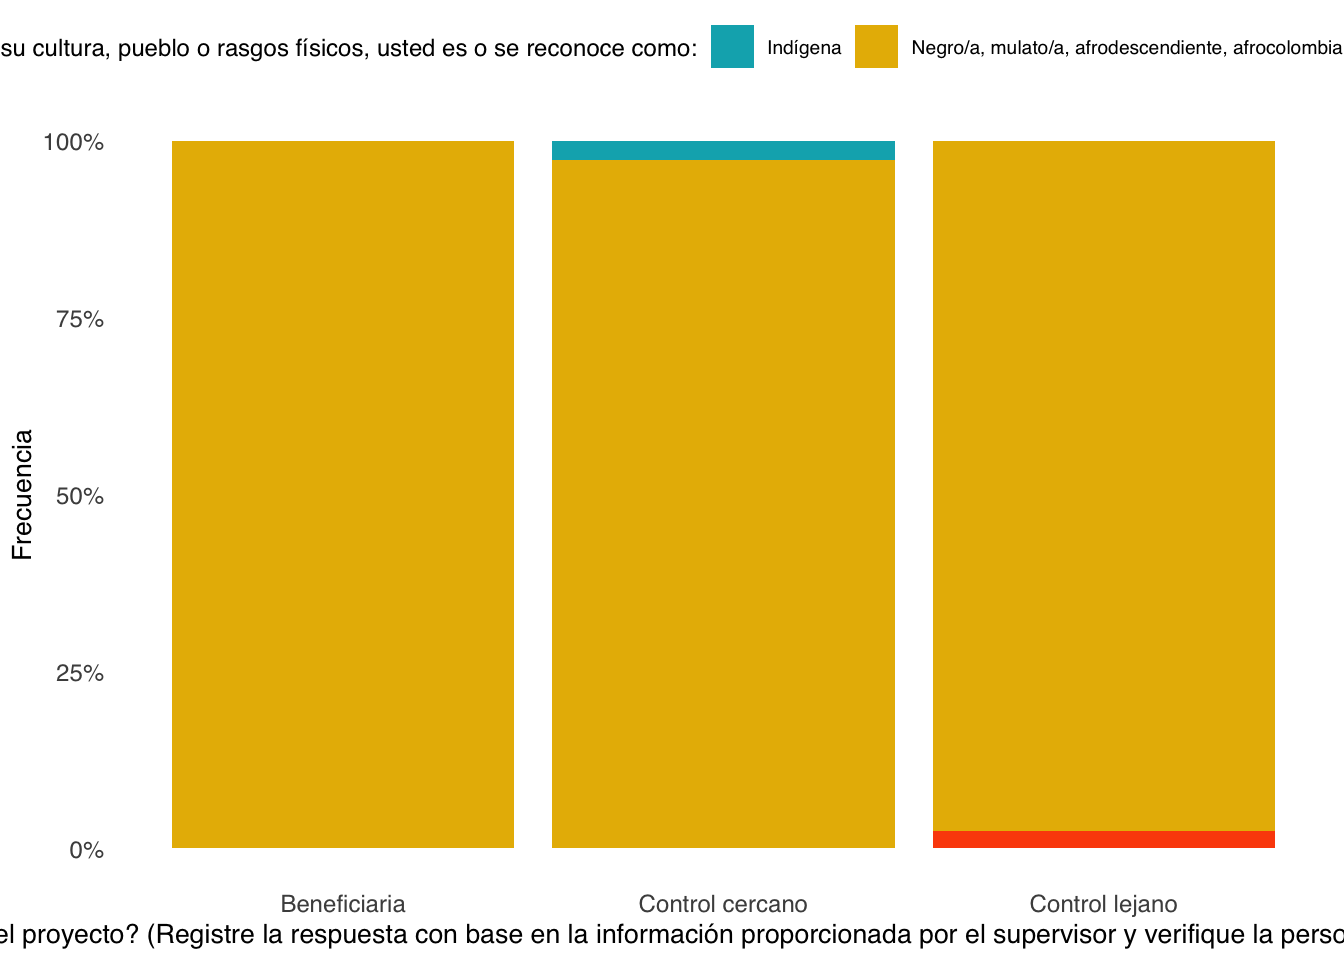 su cultura, pueblo o rasgos físicos, usted es o se reconoce como: Indígena Negro/a, mulato/a, afrodescendiente, afrocolombia
100%
75%
50%
25%
0%
Frecuencia
Beneficiaria Control cercano Control lejano
el proyecto? (Registre la respuesta con base en la información proporcionada por el supervisor y verifique la perso